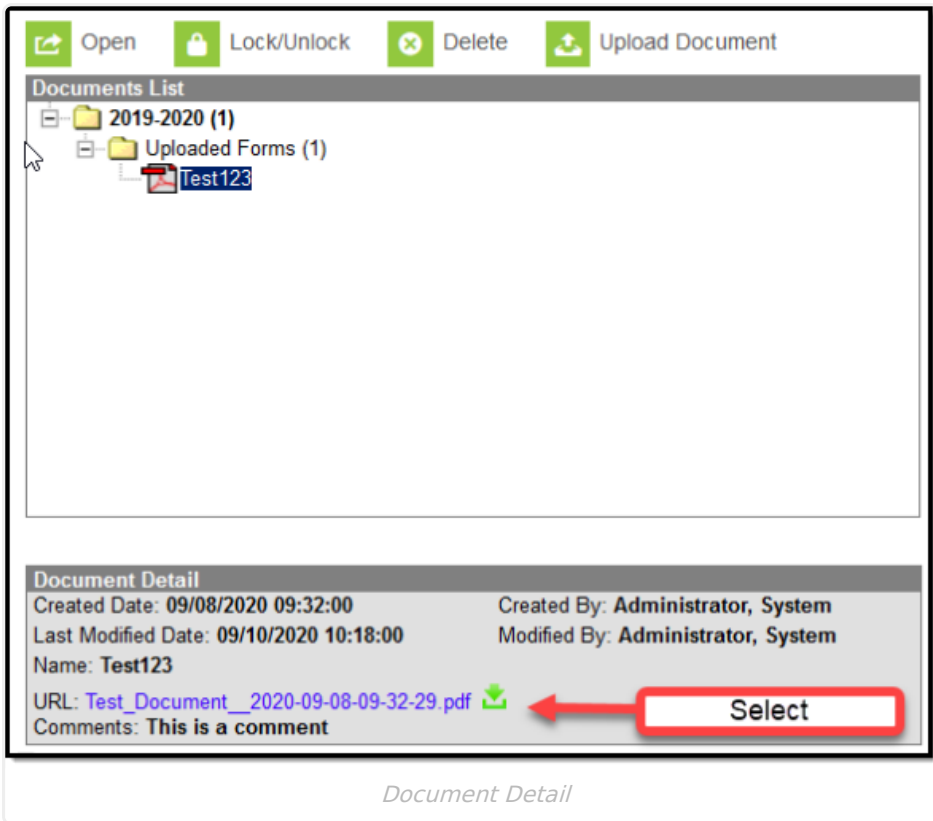 Open Lock/Unlock Delete Upload Document
Documents List
2019-2020 (1)
Uploaded Forms (1)
Test123
Document Detail
Created Date: 09/08/2020 09:32:00 Created By: Administrator, System
Last Modified Date: 09/10/2020 10:18:00 Modified By: Administrator, System
Name: Test123
URL: Test_Document__2020-09-08-09-32-29.pdf Select
Comments: This is a comment
Document Detail